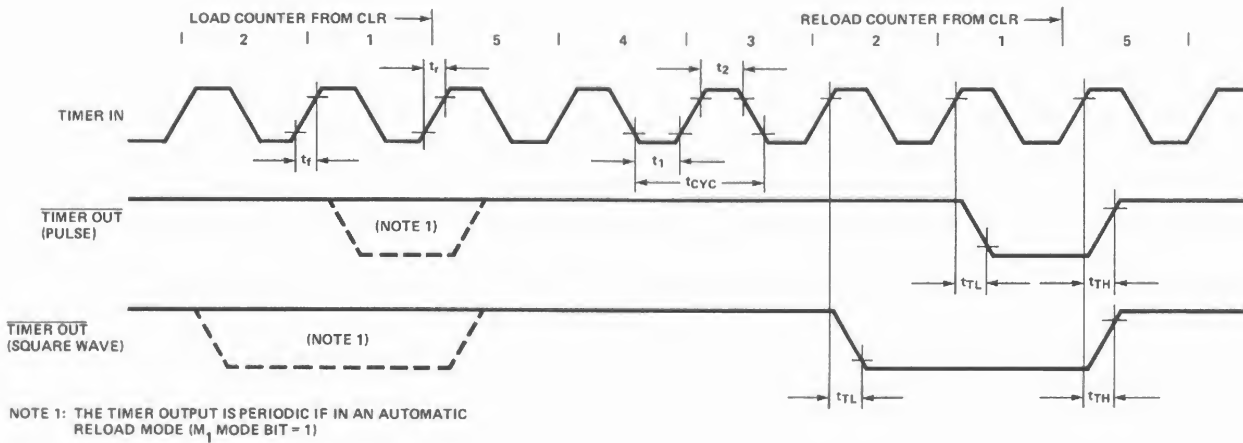 LOAD COUNTER FROM CLR
RELOAD COUNTER FROM CLR
2 1 5 4 3 2 1 5
tr
t2
TIMER IN
tf
t1
tCYC
TIMER OUT
(PULSE)
(NOTE 1)
tTL
tTH
TIMER OUT
(SQUARE WAVE)
(NOTE 1)
tTL
tTH
NOTE 1: THE TIMER OUTPUT IS PERIODIC IF IN AN AUTOMATIC
RELOAD MODE (M1 MODE BIT = 1)